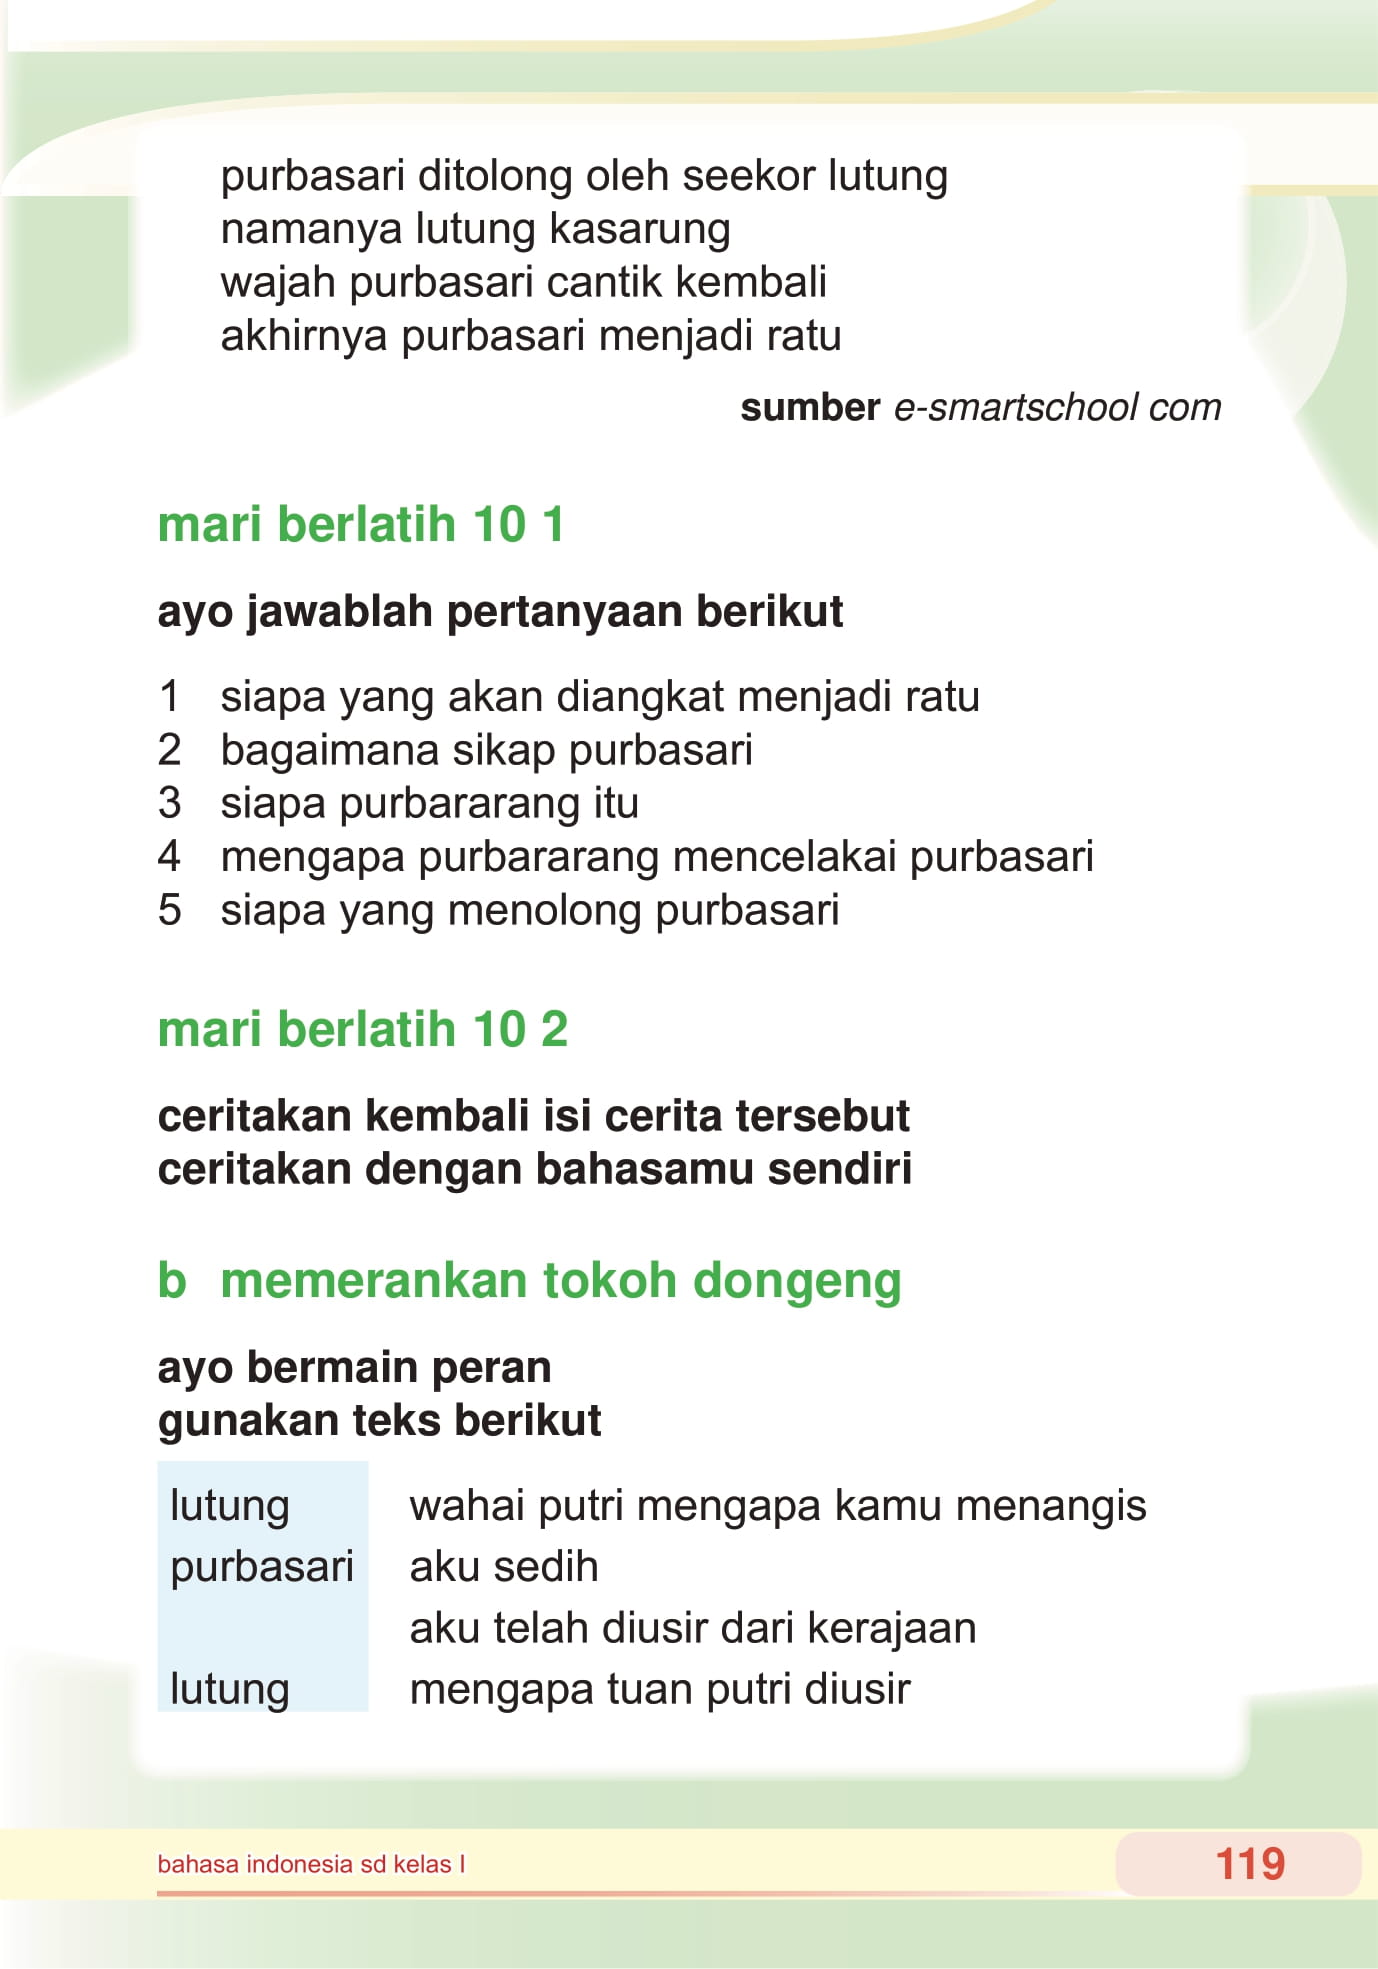 purbasari ditolong oleh seekor lutung
namanya lutung kasarung
wajah purbasari cantik kembali
akhirnya purbasari menjadi ratu
sumber e-smartschool com
mari berlatih 10 1
ayo jawablah pertanyaan berikut
1 siapa yang akan diangkat menjadi ratu
2 bagaimana sikap purbasari
3 siapa purbararang itu
4 mengapa purbararang mencelakai purbasari
5 siapa yang menolong purbasari
mari berlatih 10 2
ceritakan kembali isi cerita tersebut
ceritakan dengan bahasamu sendiri
b memerankan tokoh dongeng
ayo bermain peran
gunakan teks berikut
lutung wahai putri mengapa kamu menangis
purbasari aku sedih
aku telah diusir dari kerajaan
lutung mengapa tuan putri diusir
bahasa indonesia sd kelas I
119